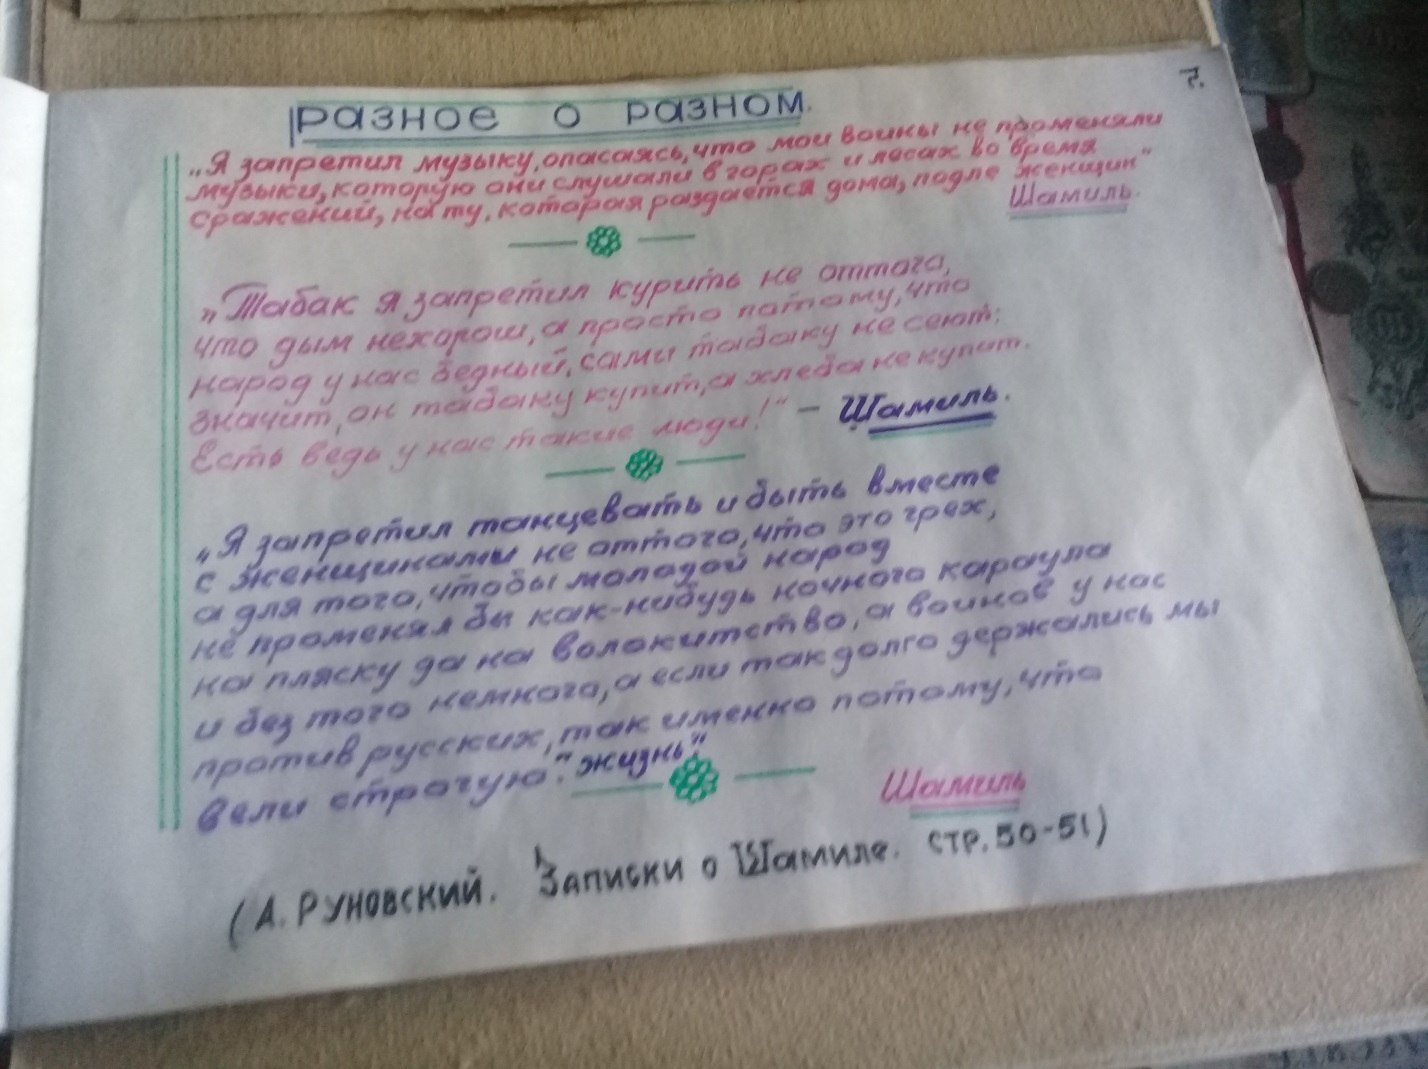 7.
РАЗНОЕ О РАЗНОМ.
„Я запретил музыку, опасаясь, что мои воины не променяли
музыки, которую они слушали в горах и лесах во время
сражений, на ту, которая раздаётся дома, подле женщин"
Шамиль.
„Табак я запретил курить не оттого,
что дым нехорош, а просто потому, что
народ у нас бедный, сами табаку не сеют:
значит, он табаку купит, а хлеба не купит.
Есть ведь у нас такие люди!" – Шамиль.
„Я запретил танцевать и быть вместе
с женщинами не оттого, что это грех,
а для того, чтобы молодой народ
не променял бы как-нибудь ночного караула
на пляску да на волокитство, а воинов у нас
и без того немного, а если так долго держались мы
против русских, так именно потому, что
вели строгую жизнь"
Шамиль
(А. РУНОВСКИЙ. Записки о Шамиле. СТР. 50-51)